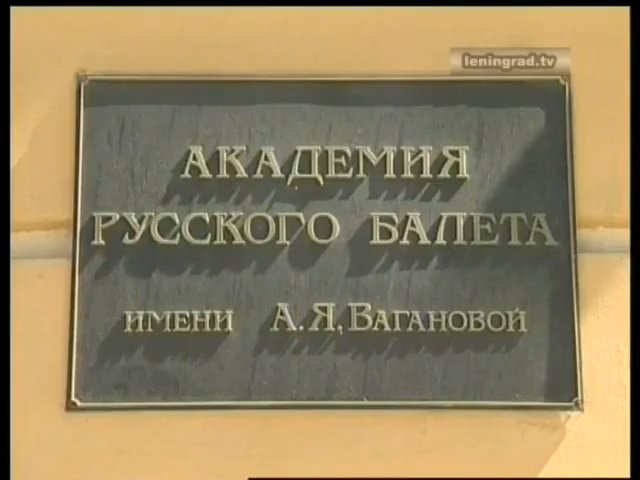 leningrad.tv
АКАДЕМИЯ
РУССКОГО БАЛЕТА
ИМЕНИ А. Я. ВАГАНОВОЙ